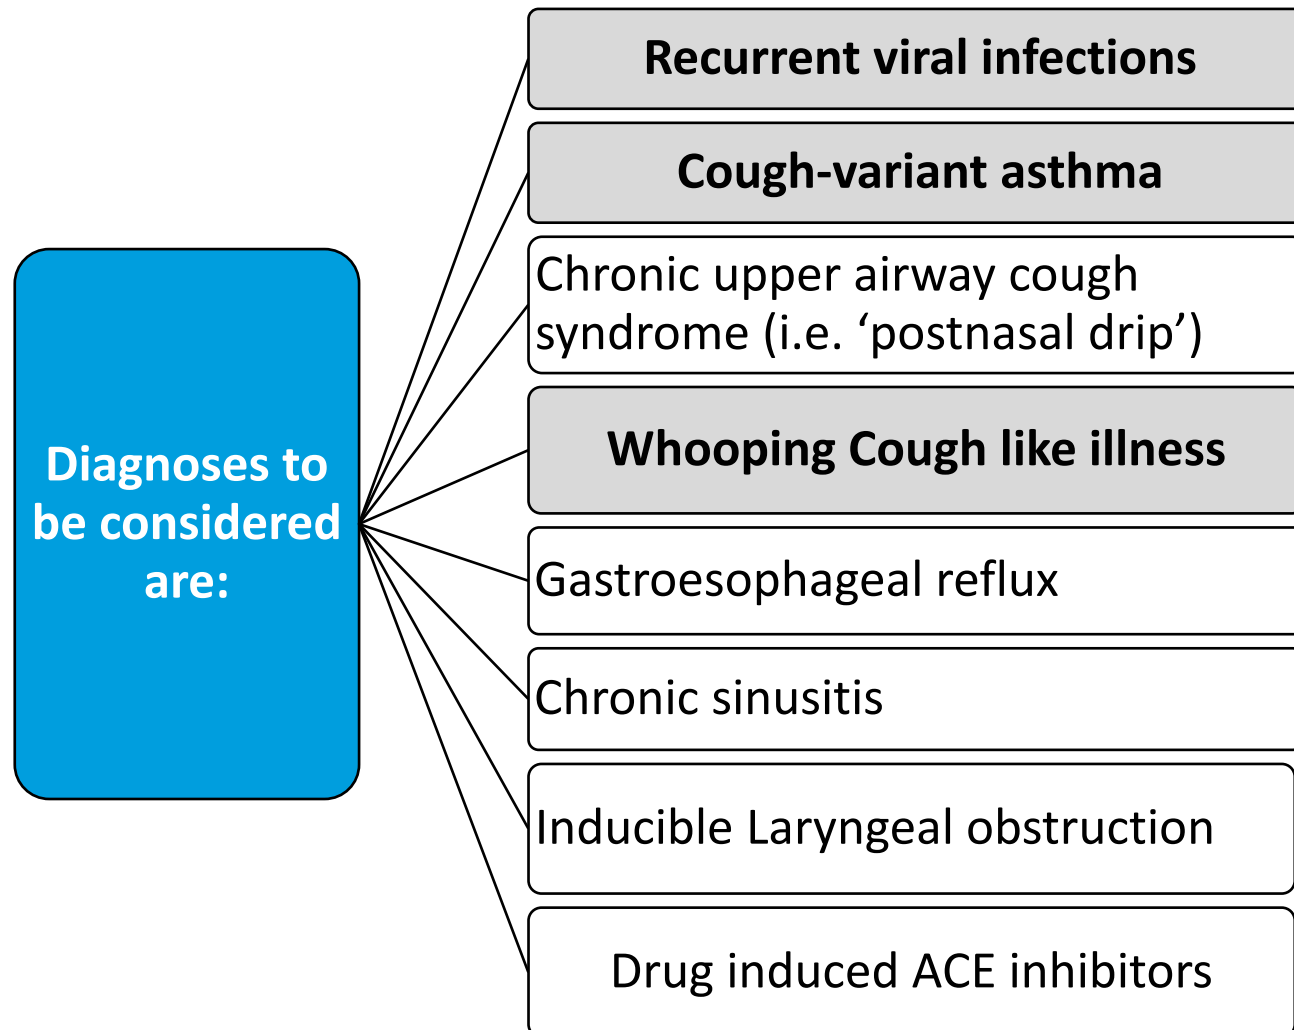 Diagnoses to
be considered
are:
Recurrent viral infections
Cough-variant asthma
Chronic upper airway cough
syndrome (i.e. ‘postnasal drip’)
Whooping Cough like illness
Gastroesophageal reflux
Chronic sinusitis
Inducible Laryngeal obstruction
Drug induced ACE inhibitors